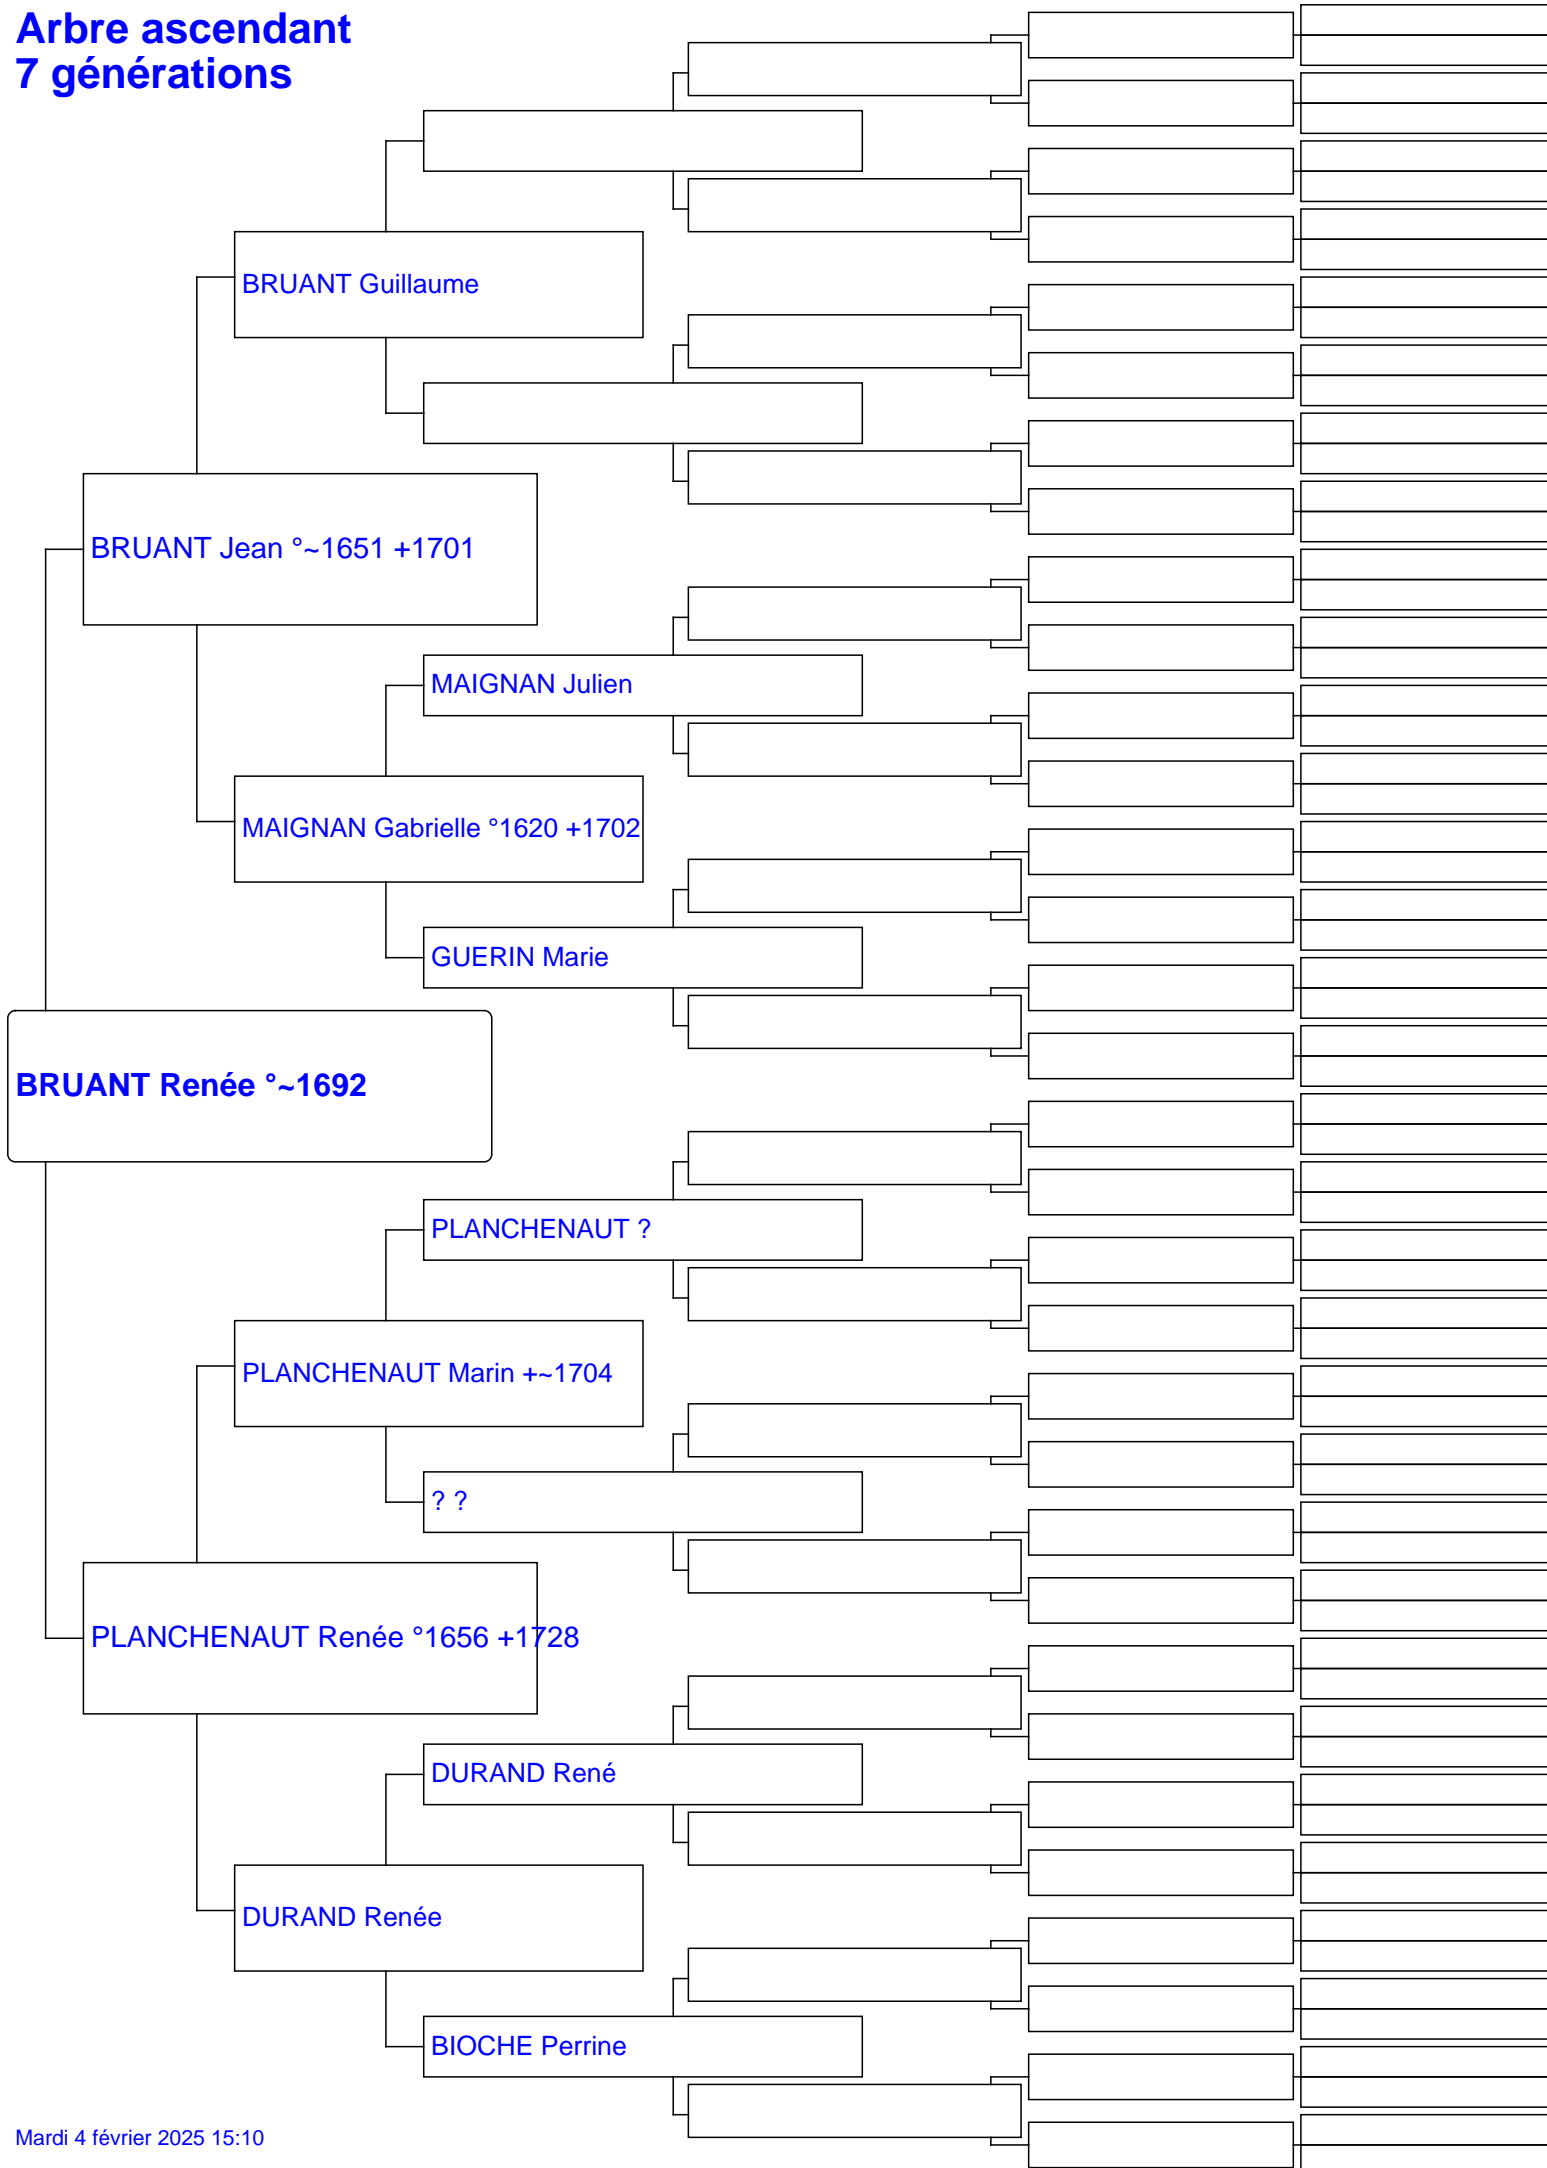 Arbre ascendant
7 générations
BRUANT Guillaume
BRUANT Jean °~1651 +1701
MAIGNAN Julien
MAIGNAN Gabrielle °1620 +1702
GUERIN Marie
BRUANT Renée °~1692
PLANCHENAUT ?
PLANCHENAUT Marin +~1704
? ?
PLANCHENAUT Renée °1656 +1728
DURAND René
DURAND Renée
BIOCHE Perrine
Mardi 4 février 2025 15:10